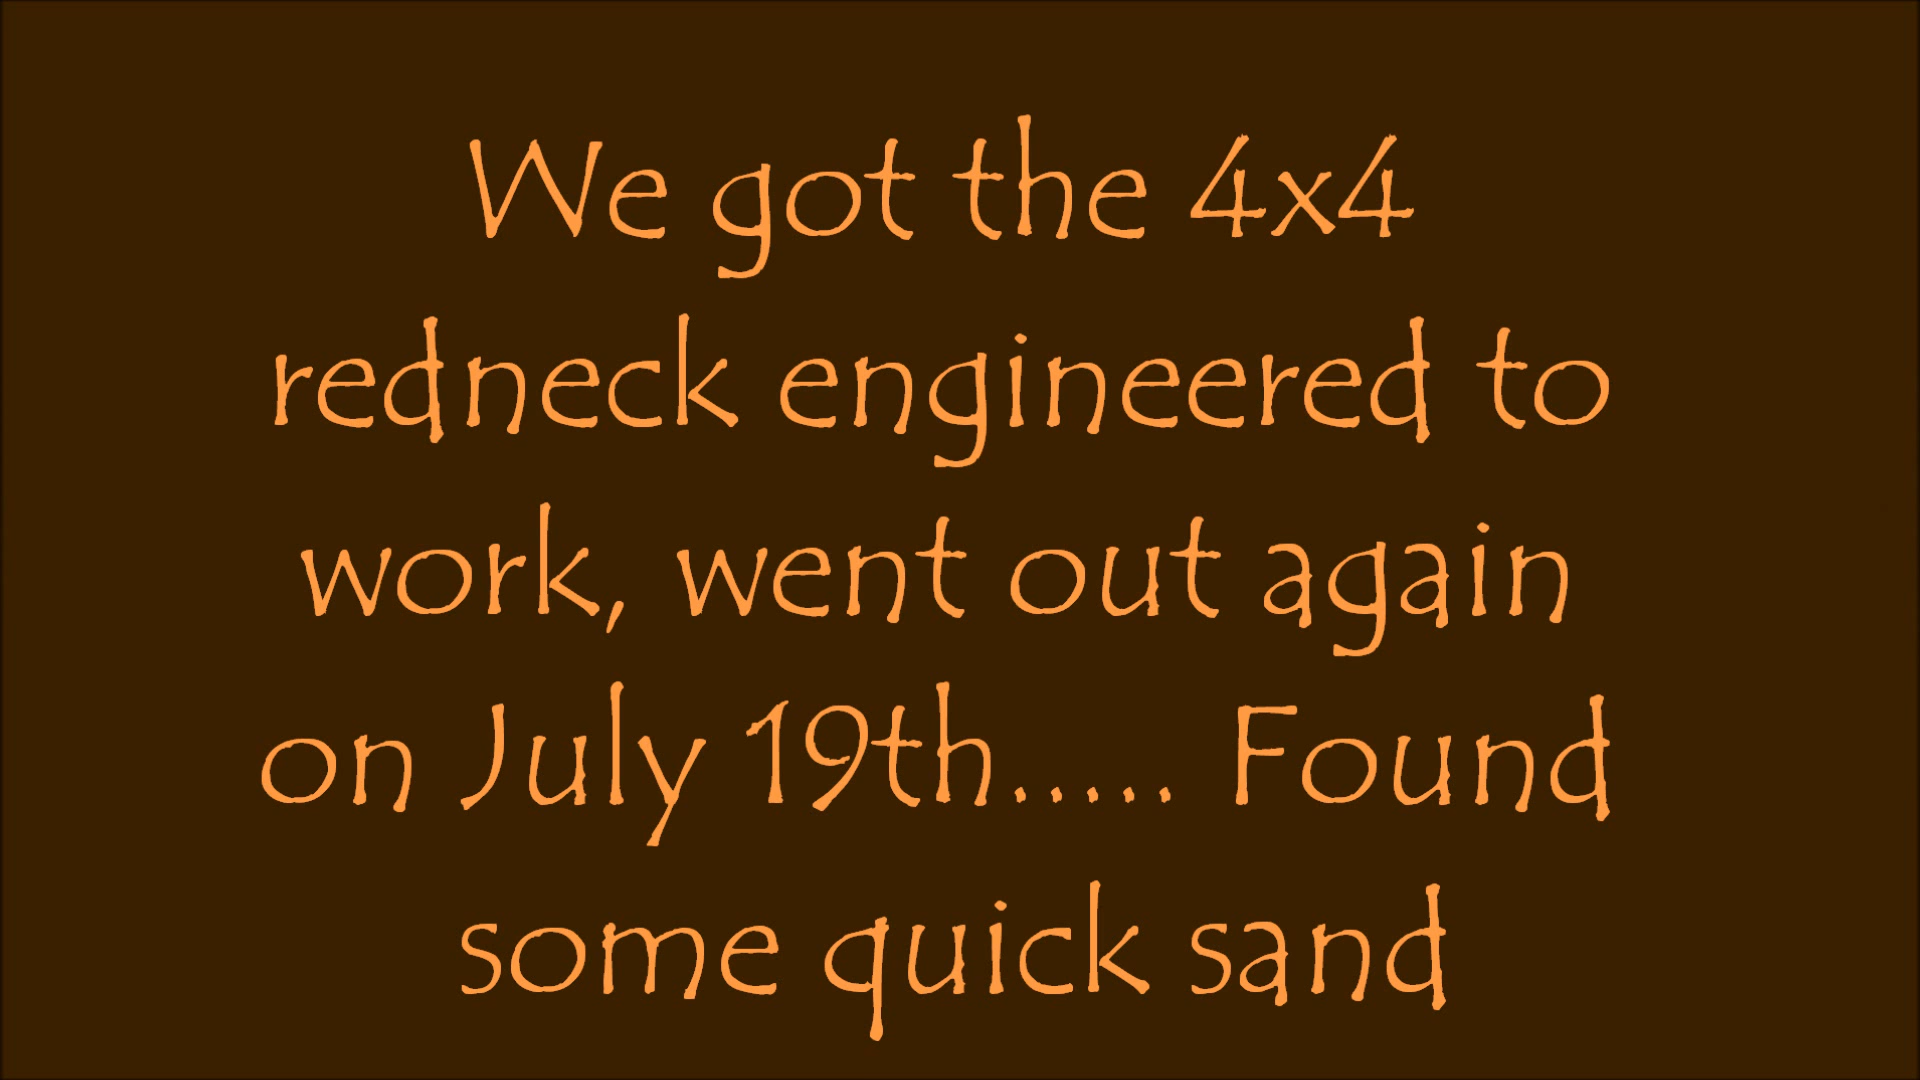 We got the 4x4
redneck engineered to
work, went out again
on July 19th..... Found
some quick sand